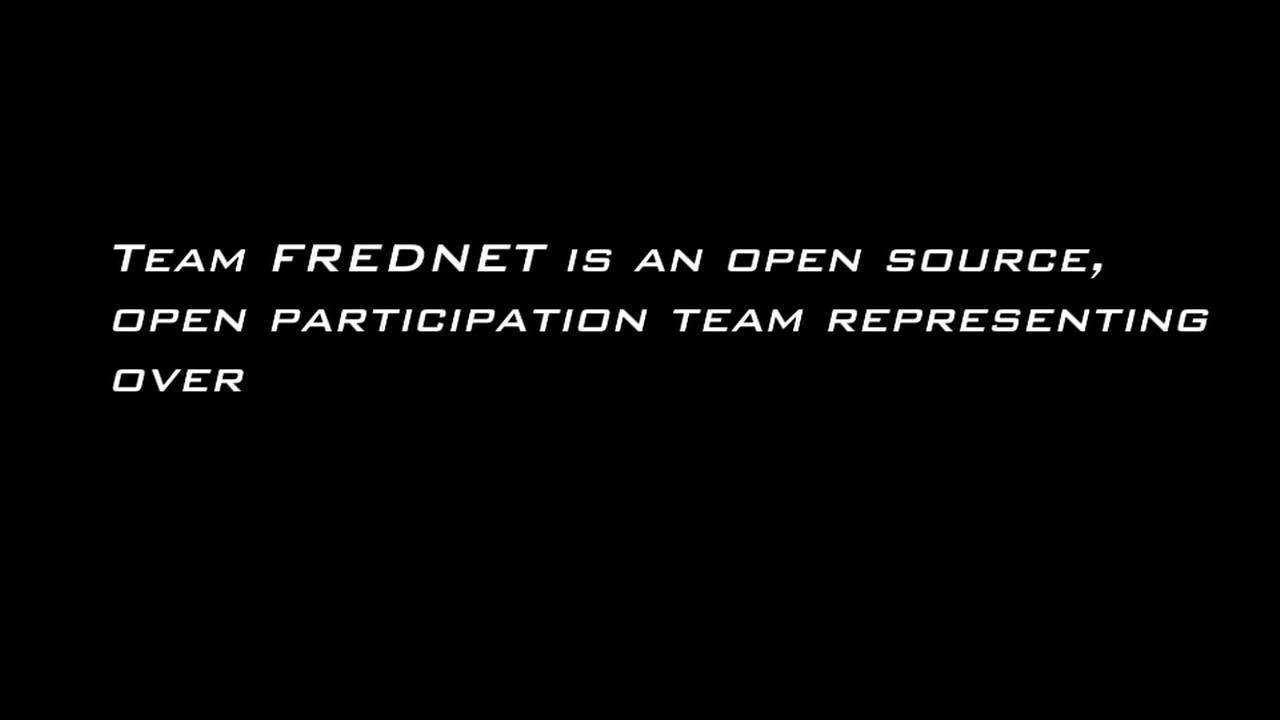 Team FREDNET is an open source,
open participation team representing
over